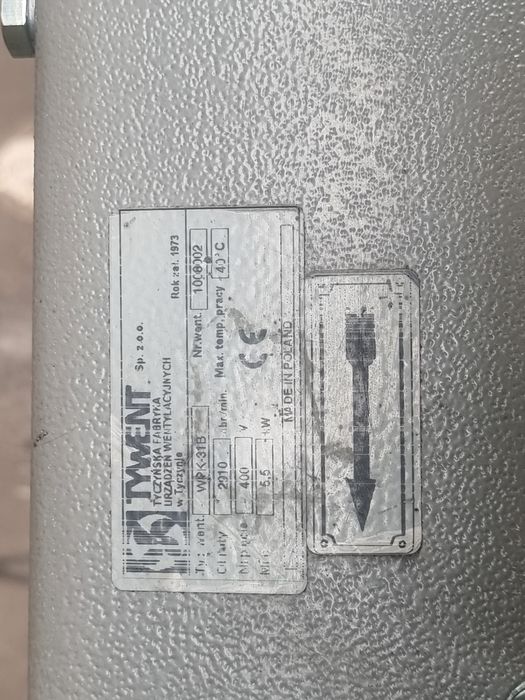 TYWENT Sp. z.o.o.
TYCZYŃSKA FABRYKA
URZĄDZEŃ WENTYLACYJNYCH
w Tyczynie Rok zał. 1973
Typ went. WPK-31B Nr.went. 1008002
Obroty 2910 obr/min. Max. temp. pracy 40°C
Napięcie 400 V
Moc 5,5 kW CE
MADE IN POLAND